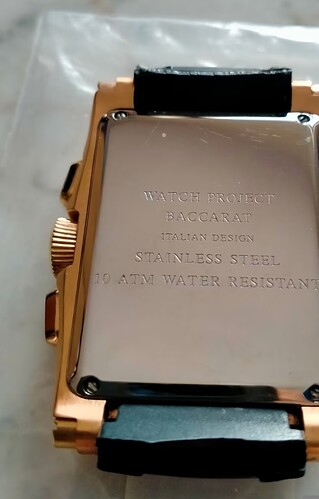 WATCH PROJECT
BACCARAT
ITALIAN DESIGN
STAINLESS STEEL
10 ATM WATER RESISTANT